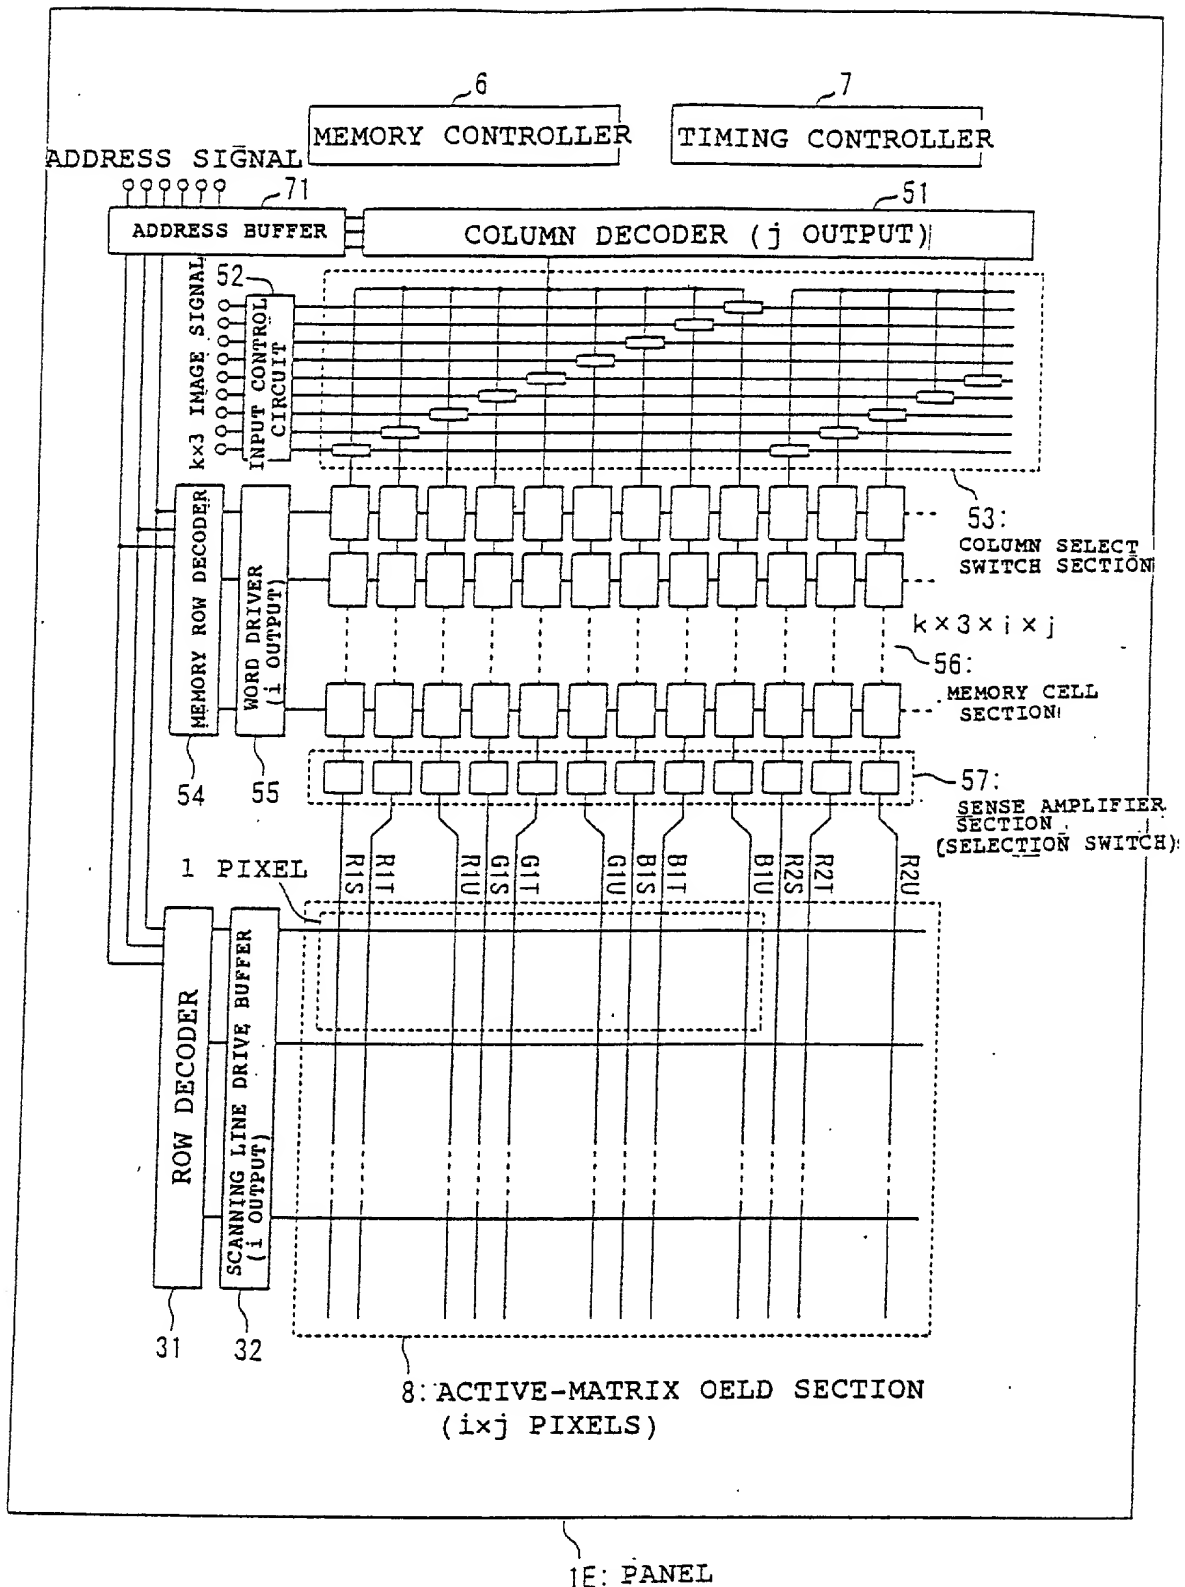 6
7
MEMORY CONTROLLER
TIMING CONTROLLER
ADDRESS SIGNAL
71
51
ADDRESS BUFFER
COLUMN DECODER (j OUTPUT)
52
k×3 IMAGE SIGNAL
INPUT CONTROL
CIRCUIT
53:
COLUMN SELECT
SWITCH SECTION
MEMORY ROW DECODER
WORD DRIVER
(i OUTPUT)
k×3×i×j
56:
MEMORY CELL
SECTION
54
55
57:
SENSE AMPLIFIER
SECTION
(SELECTION SWITCH):
1 PIXEL
R1S
R1T
R1U
G1S
G1T
G1U
B1S
B1T
B1U
R2S
R2T
R2U
ROW DECODER
SCANNING LINE DRIVE BUFFER
(i OUTPUT)
31
32
8: ACTIVE-MATRIX OELD SECTION
(i×j PIXELS)
1E: PANEL